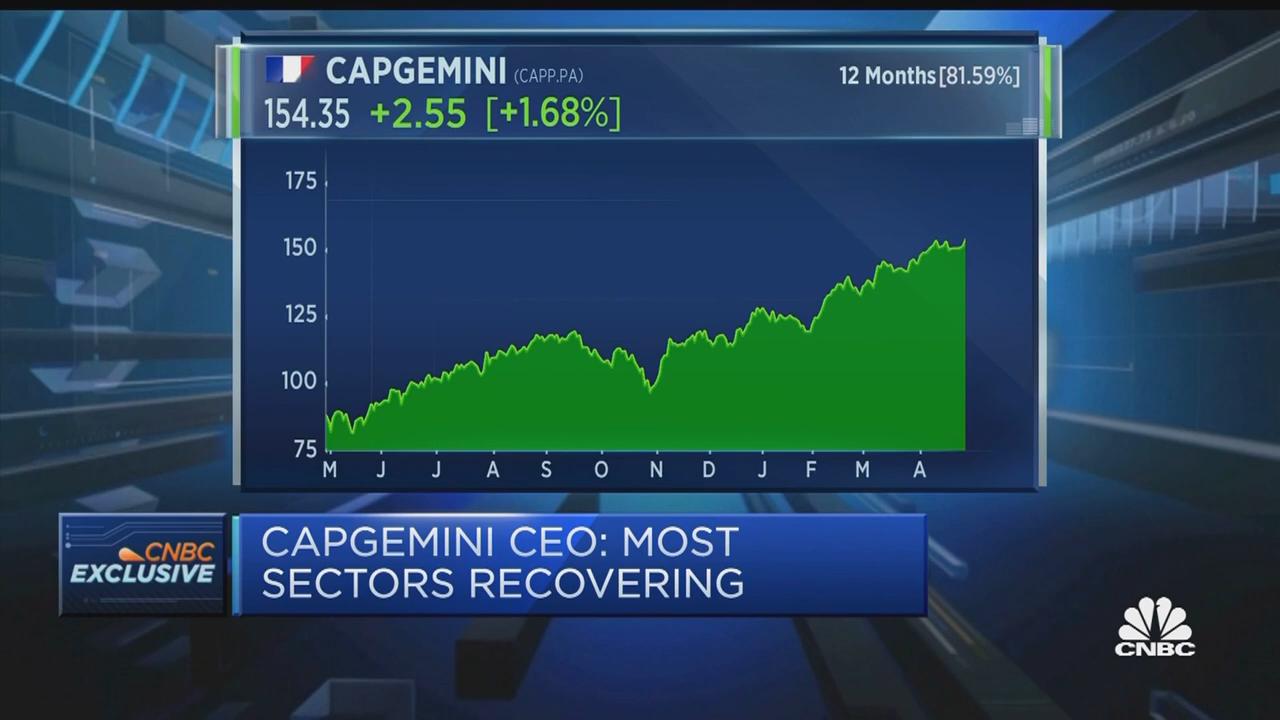 CAPGEMINI (CAPP.PA)
12 Months[81.59%]
154.35 +2.55 [+1.68%]
175
150
125
100
75
M J J A S O N D J F M A
CNBC
EXCLUSIVE
CAPGEMINI CEO: MOST
SECTORS RECOVERING
CNBC